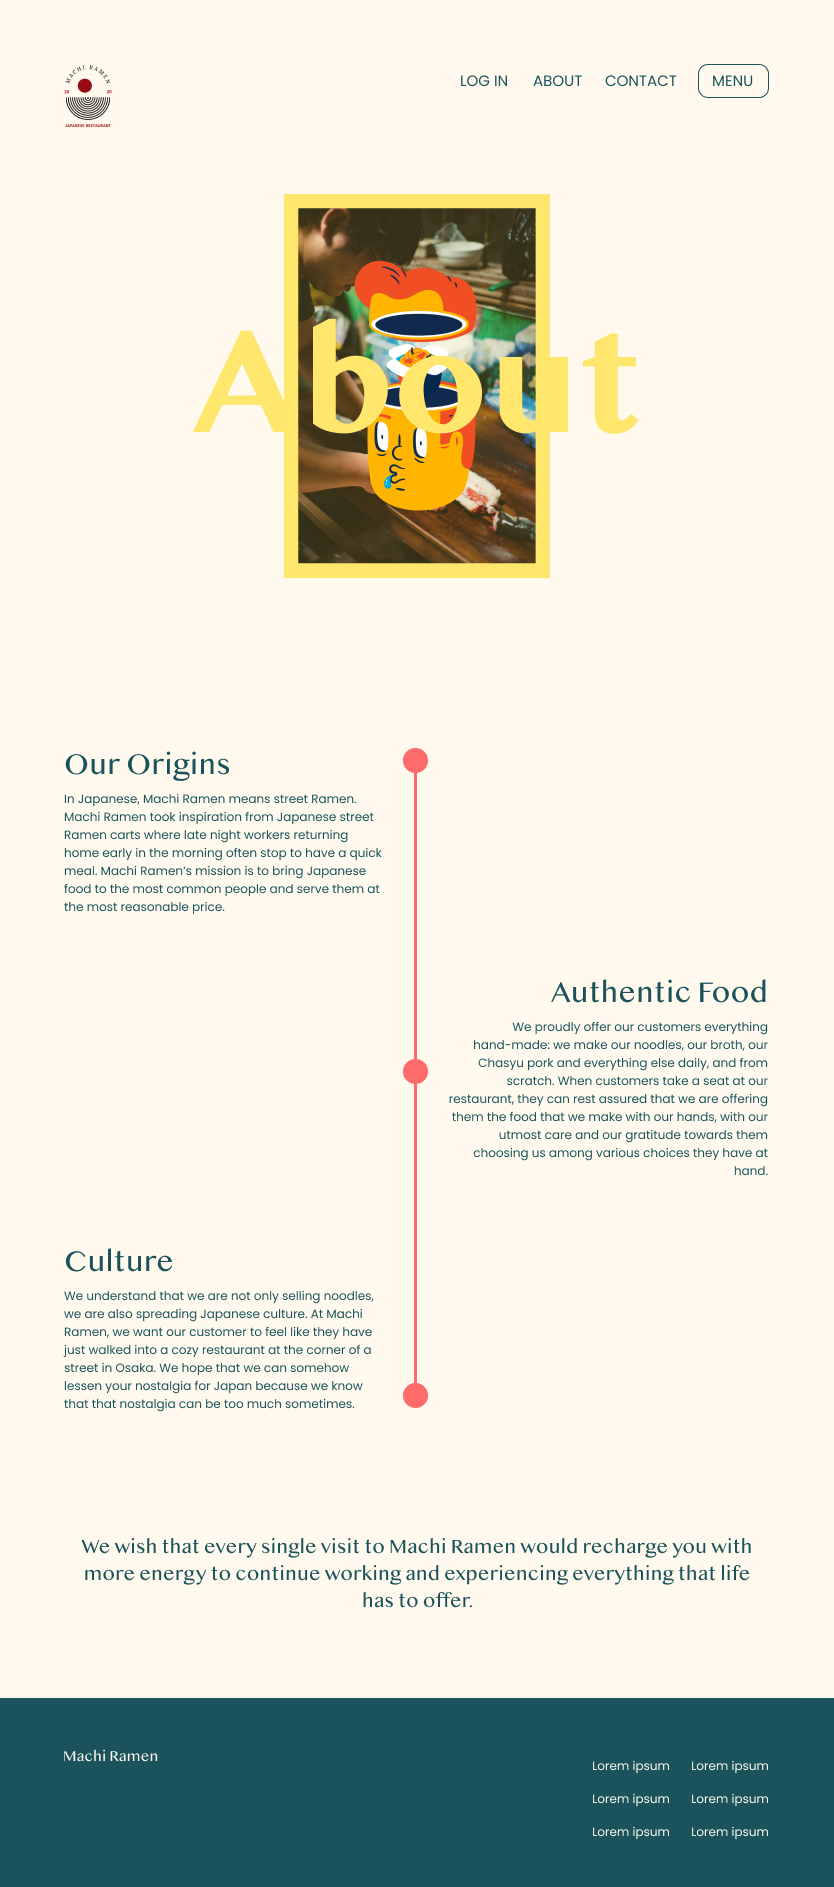 MACHI RAMEN
20 20
JAPANESE RESTAURANT
LOG IN ABOUT CONTACT MENU
About
Our Origins
In Japanese, Machi Ramen means street Ramen.
Machi Ramen took inspiration from Japanese street
Ramen carts where late night workers returning
home early in the morning often stop to have a quick
meal. Machi Ramen’s mission is to bring Japanese
food to the most common people and serve them at
the most reasonable price.
Authentic Food
We proudly offer our customers everything
hand-made: we make our noodles, our broth, our
Chasyu pork and everything else daily, and from
scratch. When customers take a seat at our
restaurant, they can rest assured that we are offering
them the food that we make with our hands, with our
utmost care and our gratitude towards them
choosing us among various choices they have at
hand.
Culture
We understand that we are not only selling noodles,
we are also spreading Japanese culture. At Machi
Ramen, we want our customer to feel like they have
just walked into a cozy restaurant at the corner of a
street in Osaka. We hope that we can somehow
lessen your nostalgia for Japan because we know
that that nostalgia can be too much sometimes.
We wish that every single visit to Machi Ramen would recharge you with
more energy to continue working and experiencing everything that life
has to offer.
Machi Ramen
Lorem ipsum Lorem ipsum
Lorem ipsum Lorem ipsum
Lorem ipsum Lorem ipsum